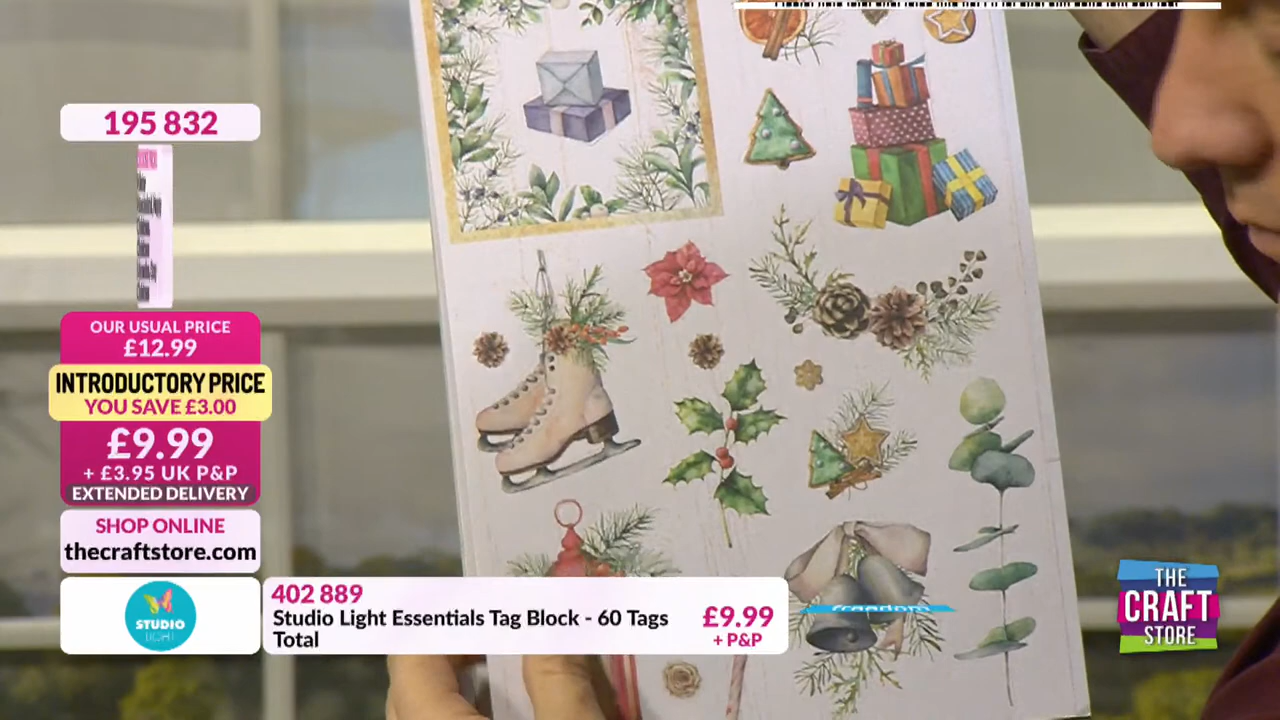 195 832
OUR USUAL PRICE
£12.99
INTRODUCTORY PRICE
YOU SAVE £3.00
£9.99
+ £3.95 UK P&P
EXTENDED DELIVERY
SHOP ONLINE
thecraftstore.com
STUDIO
LIGHT
402 889
Studio Light Essentials Tag Block - 60 Tags
Total
£9.99
+ P&P
freedom
THE
CRAFT
STORE